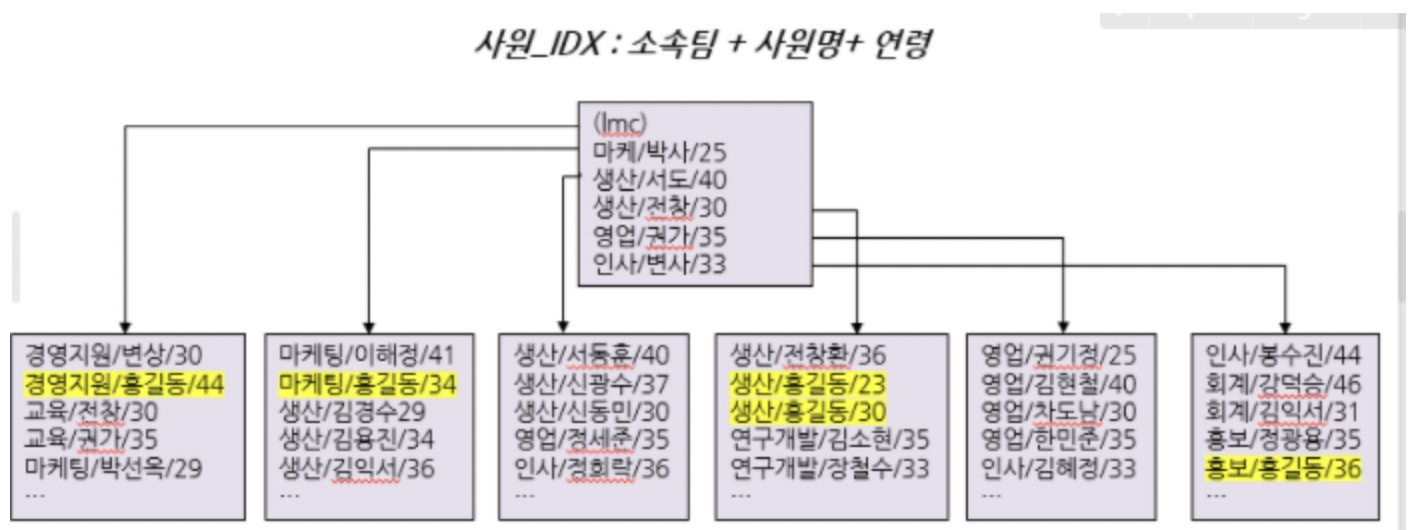 사원_IDX : 소속팀 + 사원명+ 연령
(lmc)
마케/박사/25
생산/서도/40
생산/전창/30
영업/권가/35
인사/변사/33
경영지원/변상/30
경영지원/홍길동/44
교육/전찬/30
교육/권가/35
마케팅/박선옥/29
...
마케팅/이해정/41
마케팅/홍길동/34
생산/김경수29
생산/김용진/34
생산/김익서/36
...
생산/서동훈/40
생산/신광수/37
생산/신동민/30
영업/정세준/35
인사/정희락/36
...
생산/전창환/36
생산/홍길동/23
생산/홍길동/30
연구개발/김소현/35
연구개발/장철수/33
...
영업/권기정/25
영업/김현철/40
영업/차도남/30
영업/한민준/35
인사/김혜정/33
...
인사/봉수진/44
회계/강덕승/46
회계/김익서/31
홍보/정광용/35
홍보/홍길동/36
...